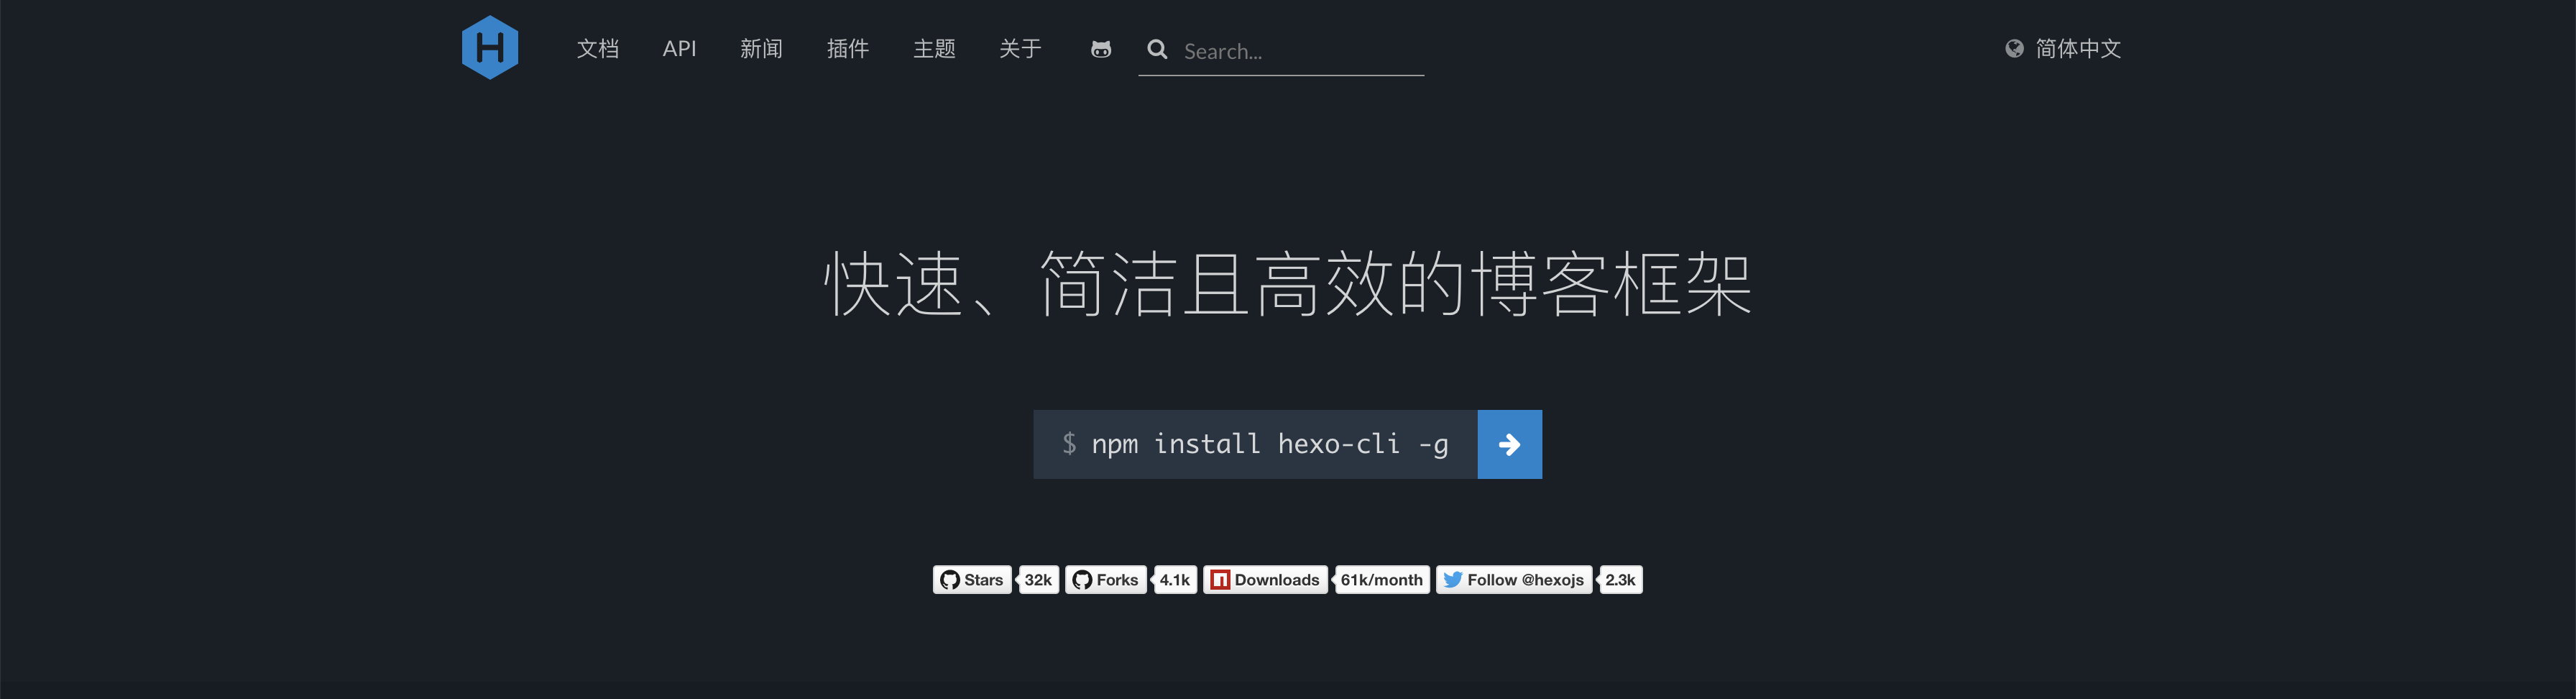 H 文档 API 新闻 插件 主题 关于 Search... 简体中文
快速、简洁且高效的博客框架
$ npm install hexo-cli -g
Stars 32k Forks 4.1k Downloads 61k/month Follow @hexojs 2.3k